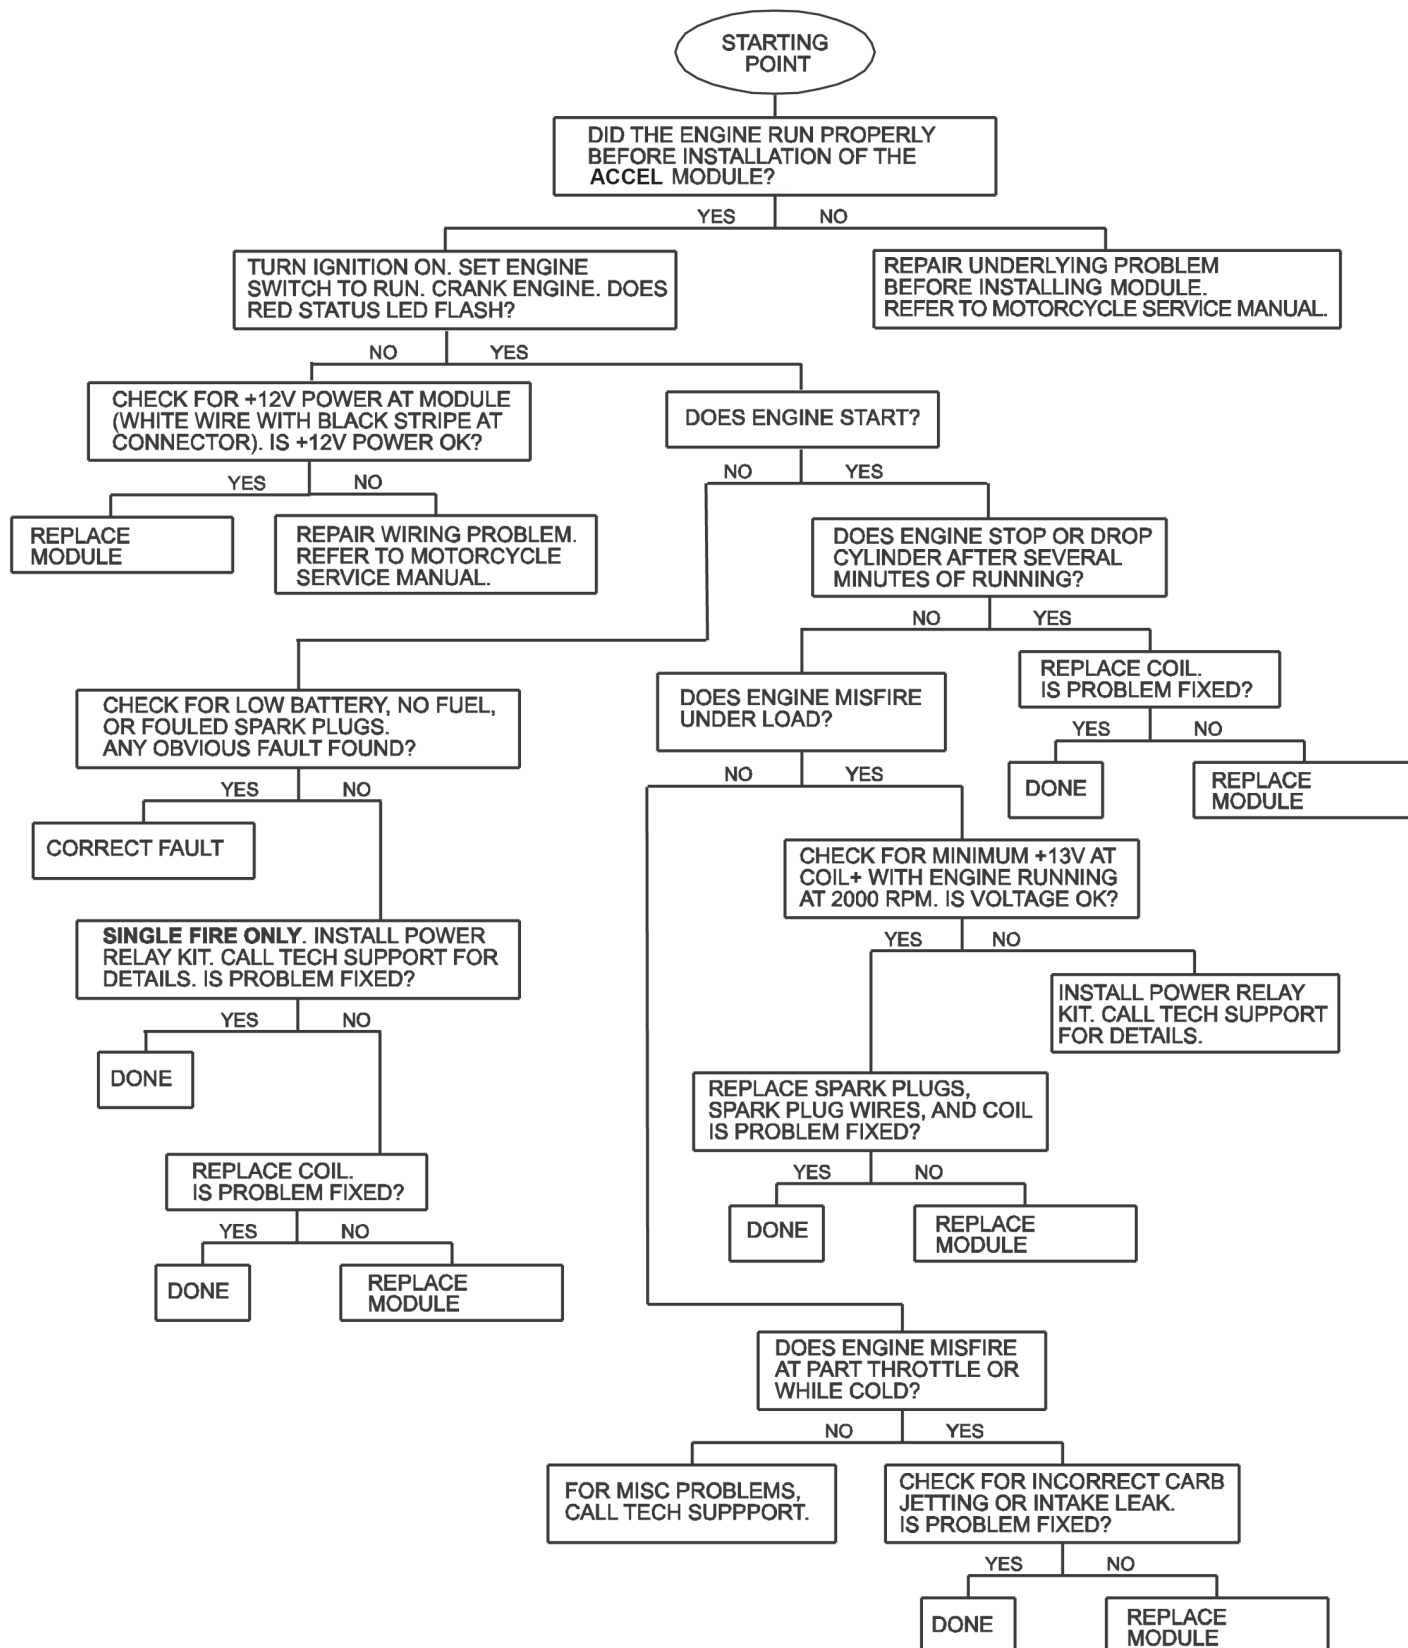 STARTING
POINT
DID THE ENGINE RUN PROPERLY
BEFORE INSTALLATION OF THE
ACCEL MODULE?
YES NO
TURN IGNITION ON. SET ENGINE
SWITCH TO RUN. CRANK ENGINE. DOES
RED STATUS LED FLASH?
REPAIR UNDERLYING PROBLEM
BEFORE INSTALLING MODULE.
REFER TO MOTORCYCLE SERVICE MANUAL.
NO YES
CHECK FOR +12V POWER AT MODULE
(WHITE WIRE WITH BLACK STRIPE AT
CONNECTOR). IS +12V POWER OK?
DOES ENGINE START?
YES NO
NO YES
REPLACE
MODULE
REPAIR WIRING PROBLEM.
REFER TO MOTORCYCLE
SERVICE MANUAL.
DOES ENGINE STOP OR DROP
CYLINDER AFTER SEVERAL
MINUTES OF RUNNING?
NO YES
CHECK FOR LOW BATTERY, NO FUEL,
OR FOULED SPARK PLUGS.
ANY OBVIOUS FAULT FOUND?
DOES ENGINE MISFIRE
UNDER LOAD?
REPLACE COIL.
IS PROBLEM FIXED?
YES NO
DONE
REPLACE
MODULE
YES NO
NO YES
CORRECT FAULT
CHECK FOR MINIMUM +13V AT
COIL+ WITH ENGINE RUNNING
AT 2000 RPM. IS VOLTAGE OK?
SINGLE FIRE ONLY. INSTALL POWER
RELAY KIT. CALL TECH SUPPORT FOR
DETAILS. IS PROBLEM FIXED?
YES NO
INSTALL POWER RELAY
KIT. CALL TECH SUPPORT
FOR DETAILS.
YES NO
DONE
REPLACE SPARK PLUGS,
SPARK PLUG WIRES, AND COIL
IS PROBLEM FIXED?
REPLACE COIL.
IS PROBLEM FIXED?
YES NO
DONE
REPLACE
MODULE
YES NO
DONE
REPLACE
MODULE
DOES ENGINE MISFIRE
AT PART THROTTLE OR
WHILE COLD?
NO YES
FOR MISC PROBLEMS,
CALL TECH SUPPPORT.
CHECK FOR INCORRECT CARB
JETTING OR INTAKE LEAK.
IS PROBLEM FIXED?
YES NO
DONE
REPLACE
MODULE